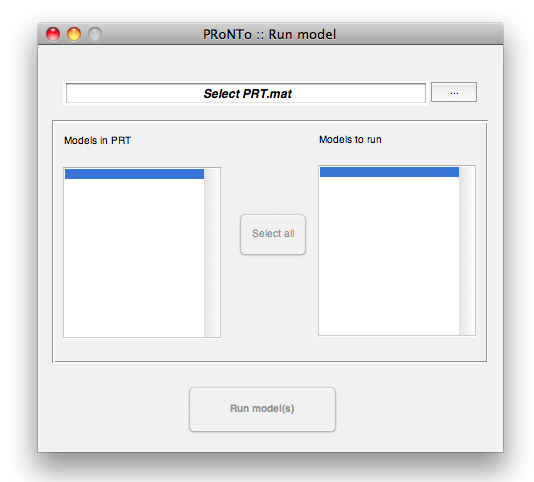 PRoNTo :: Run model
Select PRT.mat
...
Models in PRT
Models to run
Select all
Run model(s)